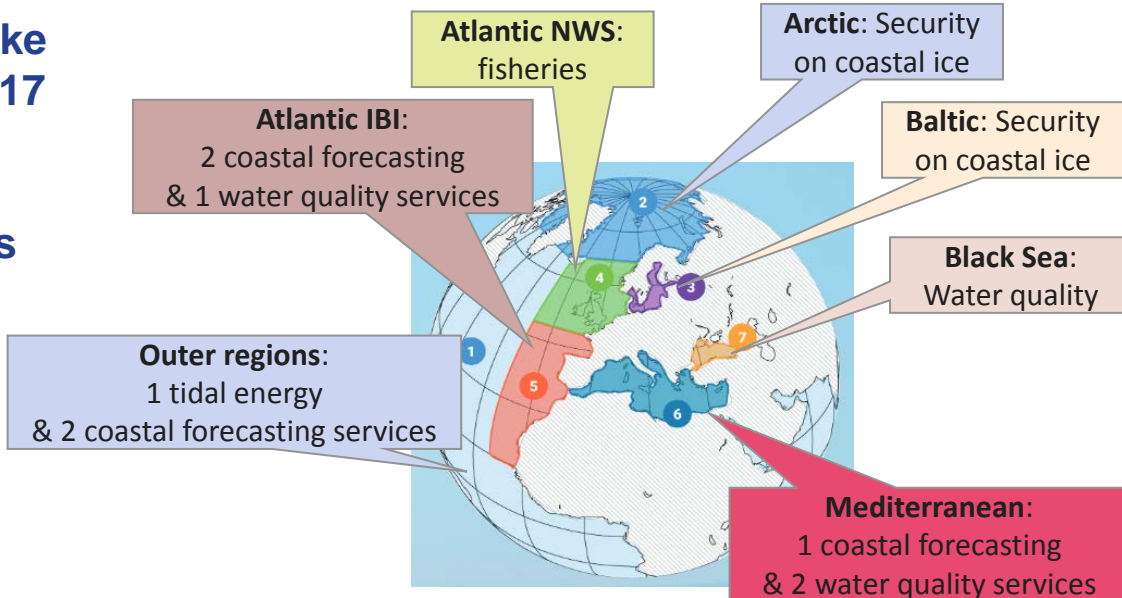 ke
17
s
Atlantic NWS:
fisheries
Arctic: Security
on coastal ice
Atlantic IBI:
2 coastal forecasting
& 1 water quality services
Baltic: Security
on coastal ice
Black Sea:
Water quality
Outer regions:
1 tidal energy
& 2 coastal forecasting services
Mediterranean:
1 coastal forecasting
& 2 water quality services
2
4
3
7
1
5
6